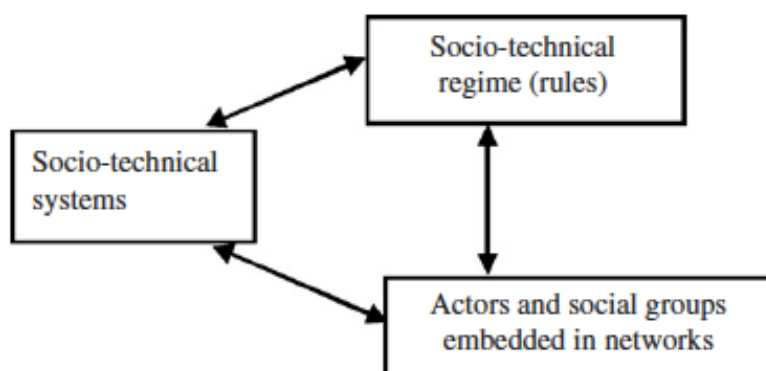 Socio-technical
regime (rules)
Socio-technical
systems
Actors and social groups
embedded in networks